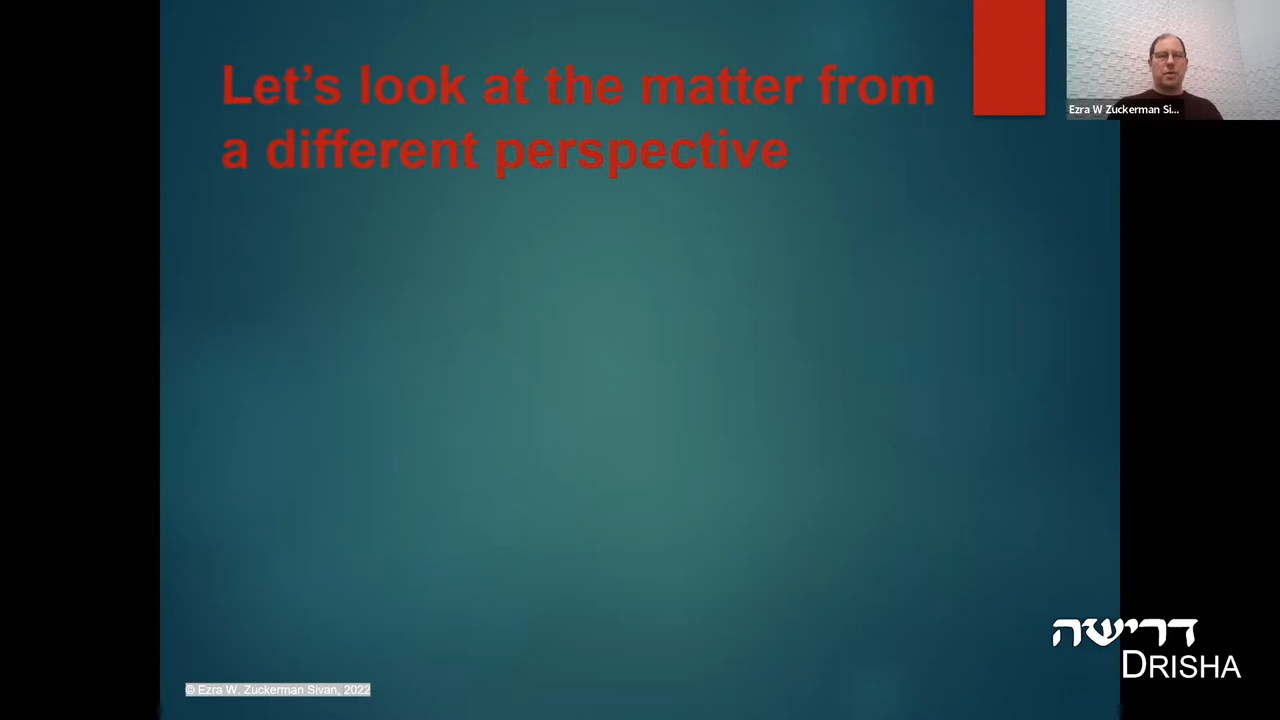 Let's look at the matter from
a different perspective
Ezra W Zuckerman Si...
דרישה
DRISHA
© Ezra W. Zuckerman Sivan, 2022